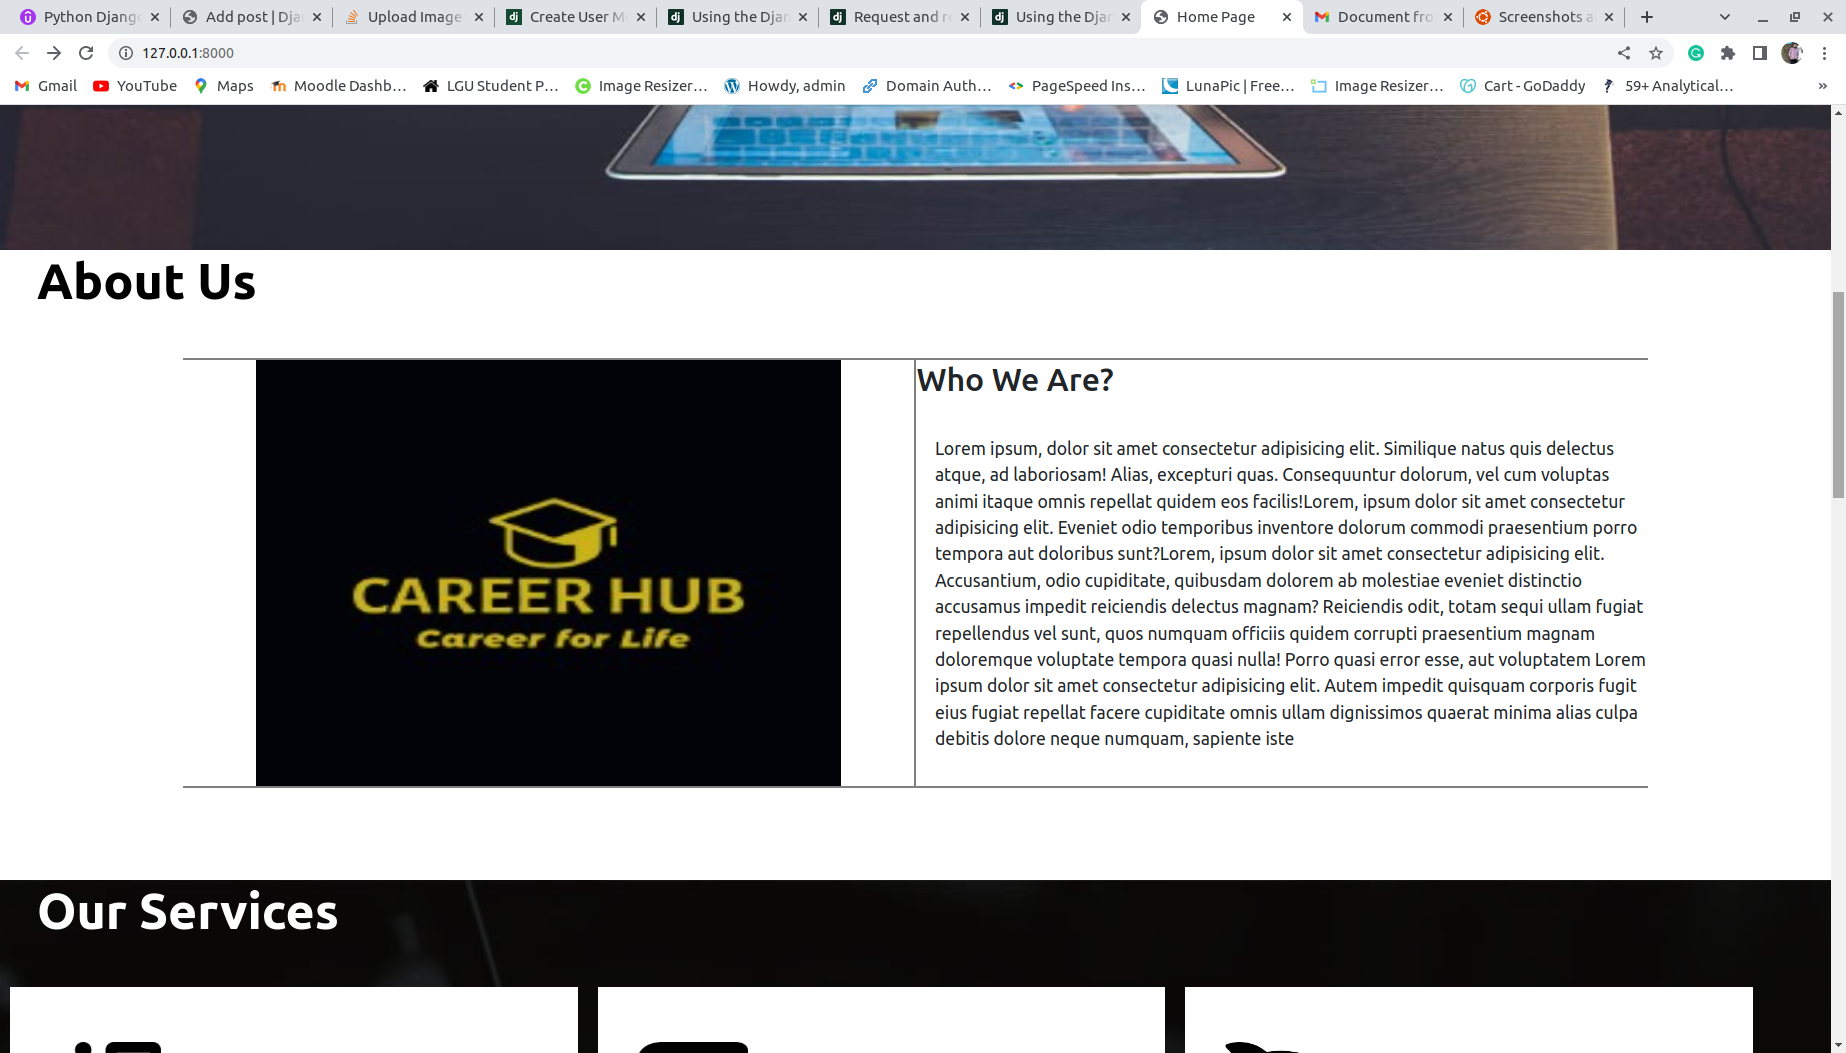 Python Djang
Add post | Dja
Upload Image
Create User M
Using the Djan
Request and r
Using the Djan
Home Page
Document fro
Screenshots a
127.0.0.1:8000
Gmail
YouTube
Maps
Moodle Dashb...
LGU Student P...
Image Resizer...
Howdy, admin
Domain Auth...
PageSpeed Ins...
LunaPic | Free...
Image Resizer...
Cart - GoDaddy
59+ Analytical...
»
About Us
CAREER HUB
Career for Life
Who We Are?
Lorem ipsum, dolor sit amet consectetur adipisicing elit. Similique natus quis delectus
atque, ad laboriosam! Alias, excepturi quas. Consequuntur dolorum, vel cum voluptas
animi itaque omnis repellat quidem eos facilis!Lorem, ipsum dolor sit amet consectetur
adipisicing elit. Eveniet odio temporibus inventore dolorum commodi praesentium porro
tempora aut doloribus sunt?Lorem, ipsum dolor sit amet consectetur adipisicing elit.
Accusantium, odio cupiditate, quibusdam dolorem ab molestiae eveniet distinctio
accusamus impedit reiciendis delectus magnam? Reiciendis odit, totam sequi ullam fugiat
repellendus vel sunt, quos numquam officiis quidem corrupti praesentium magnam
doloremque voluptate tempora quasi nulla! Porro quasi error esse, aut voluptatem Lorem
ipsum dolor sit amet consectetur adipisicing elit. Autem impedit quisquam corporis fugit
eius fugiat repellat facere cupiditate omnis ullam dignissimos quaerat minima alias culpa
debitis dolore neque numquam, sapiente iste
Our Services